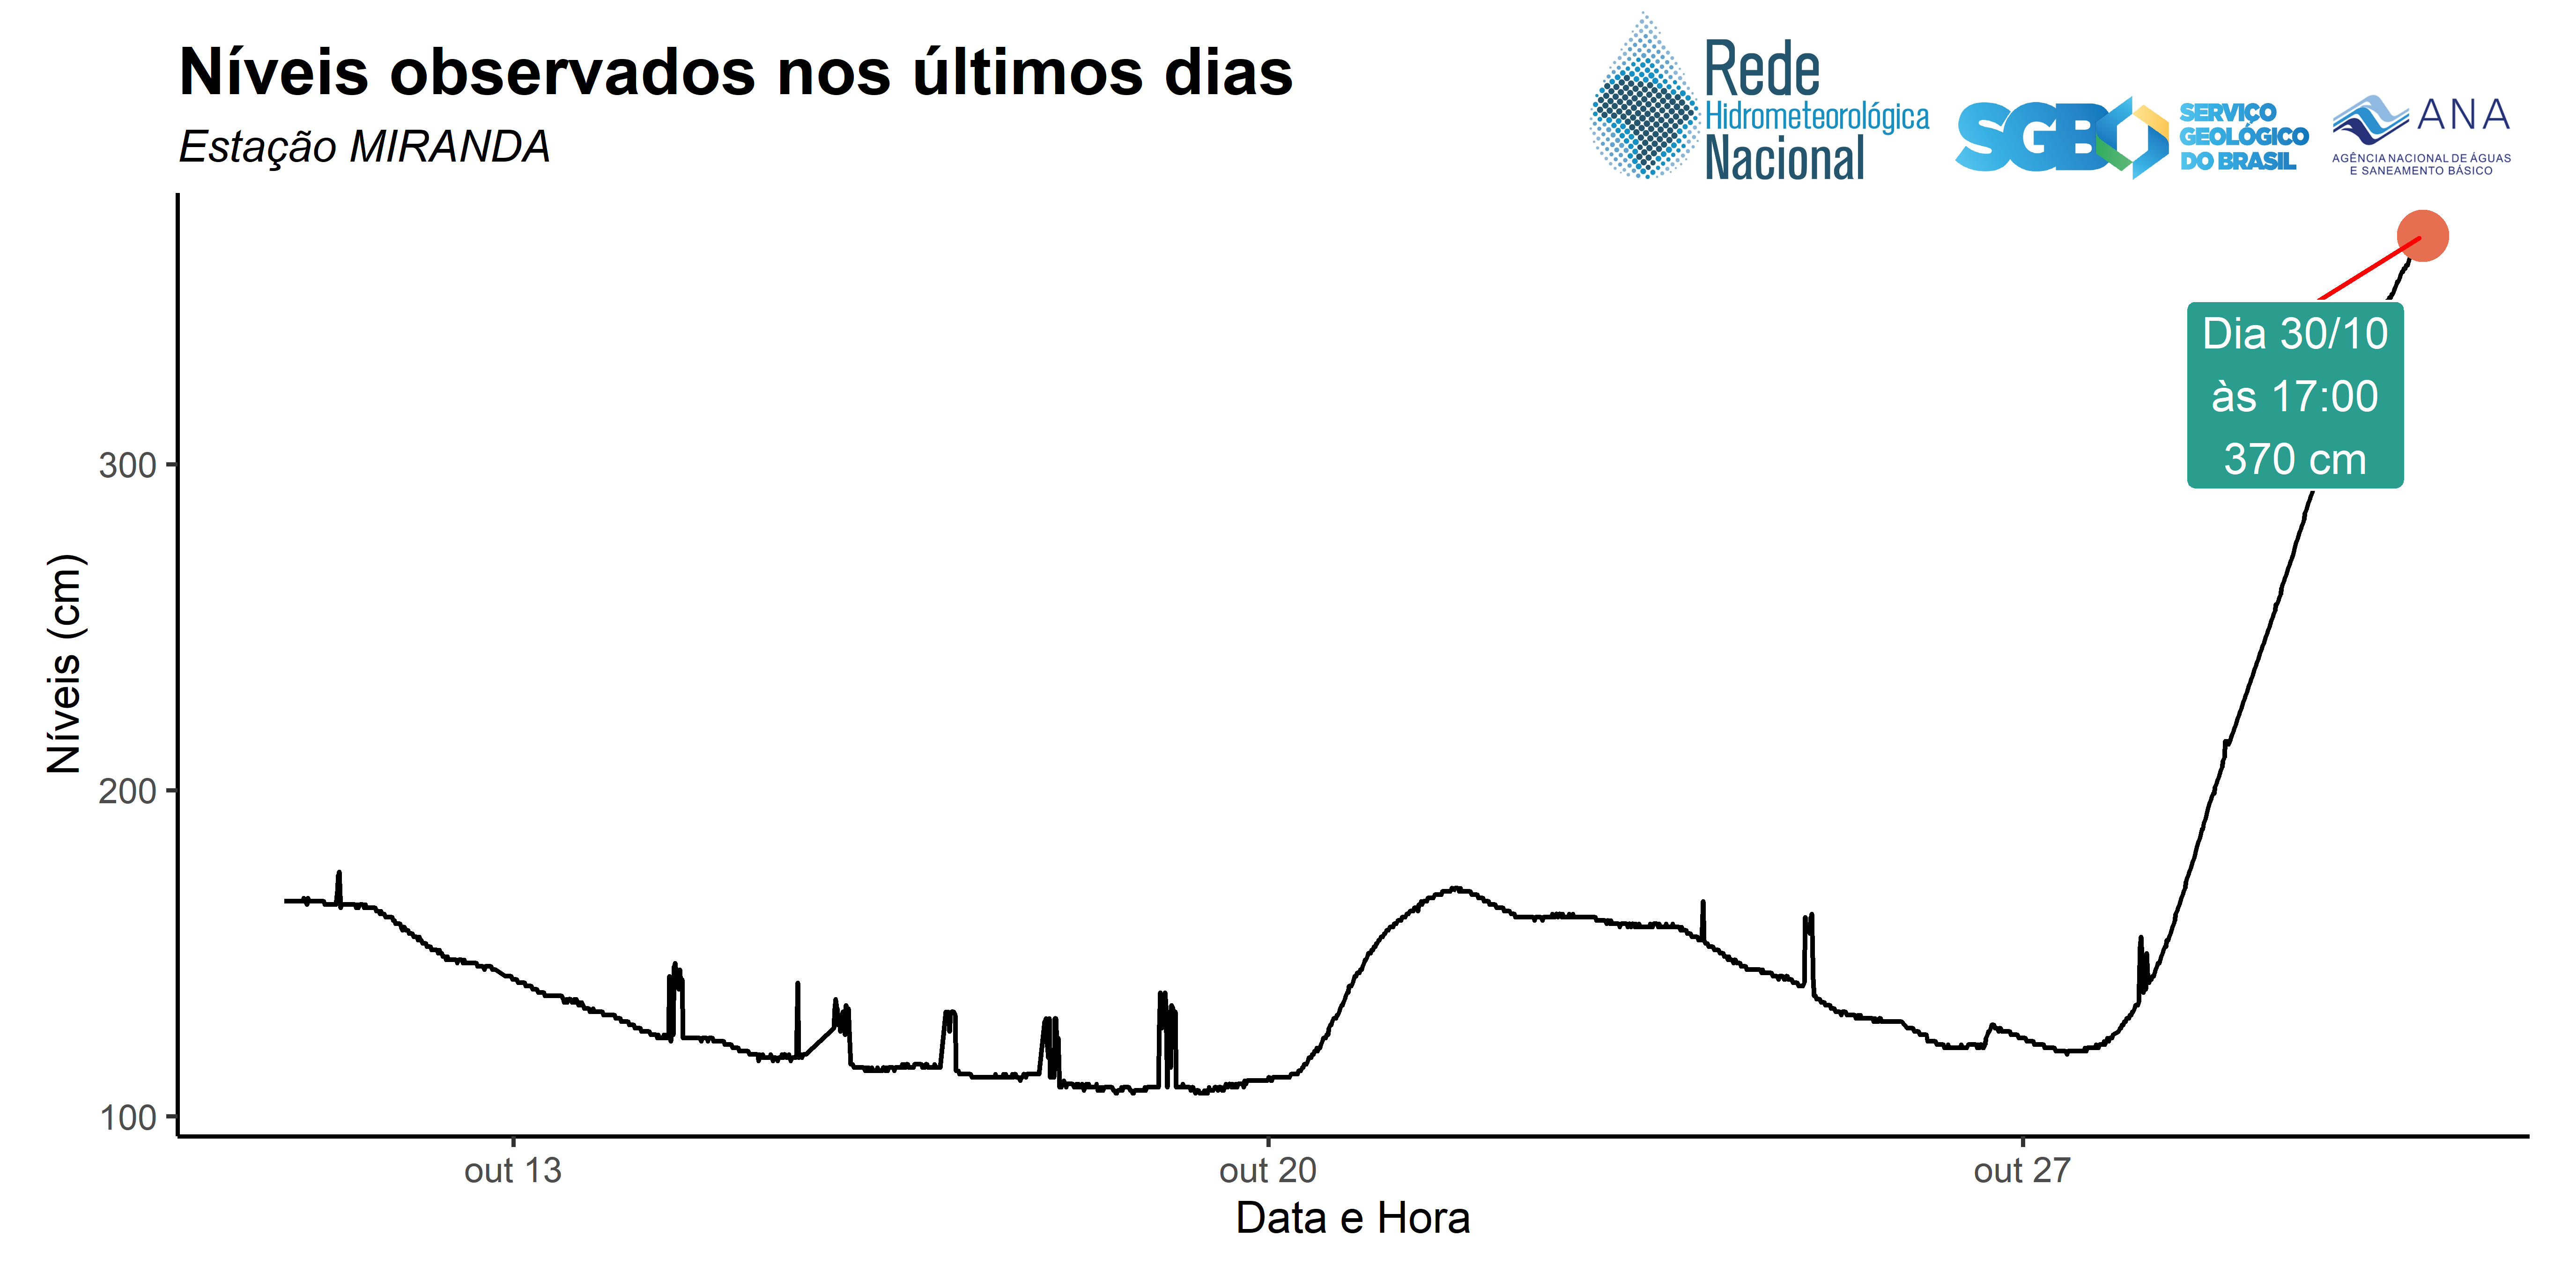 Níveis observados nos últimos dias
Estação MIRANDA
Rede
Hidrometeorológica
Nacional
SGB
SERVIÇO
GEOLÓGICO
DO BRASIL
ANA
AGÊNCIA NACIONAL DE ÁGUAS
E SANEAMENTO BÁSICO
Dia 30/10
às 17:00
370 cm
Níveis (cm)
300
200
100
out 13
out 20
out 27
Data e Hora